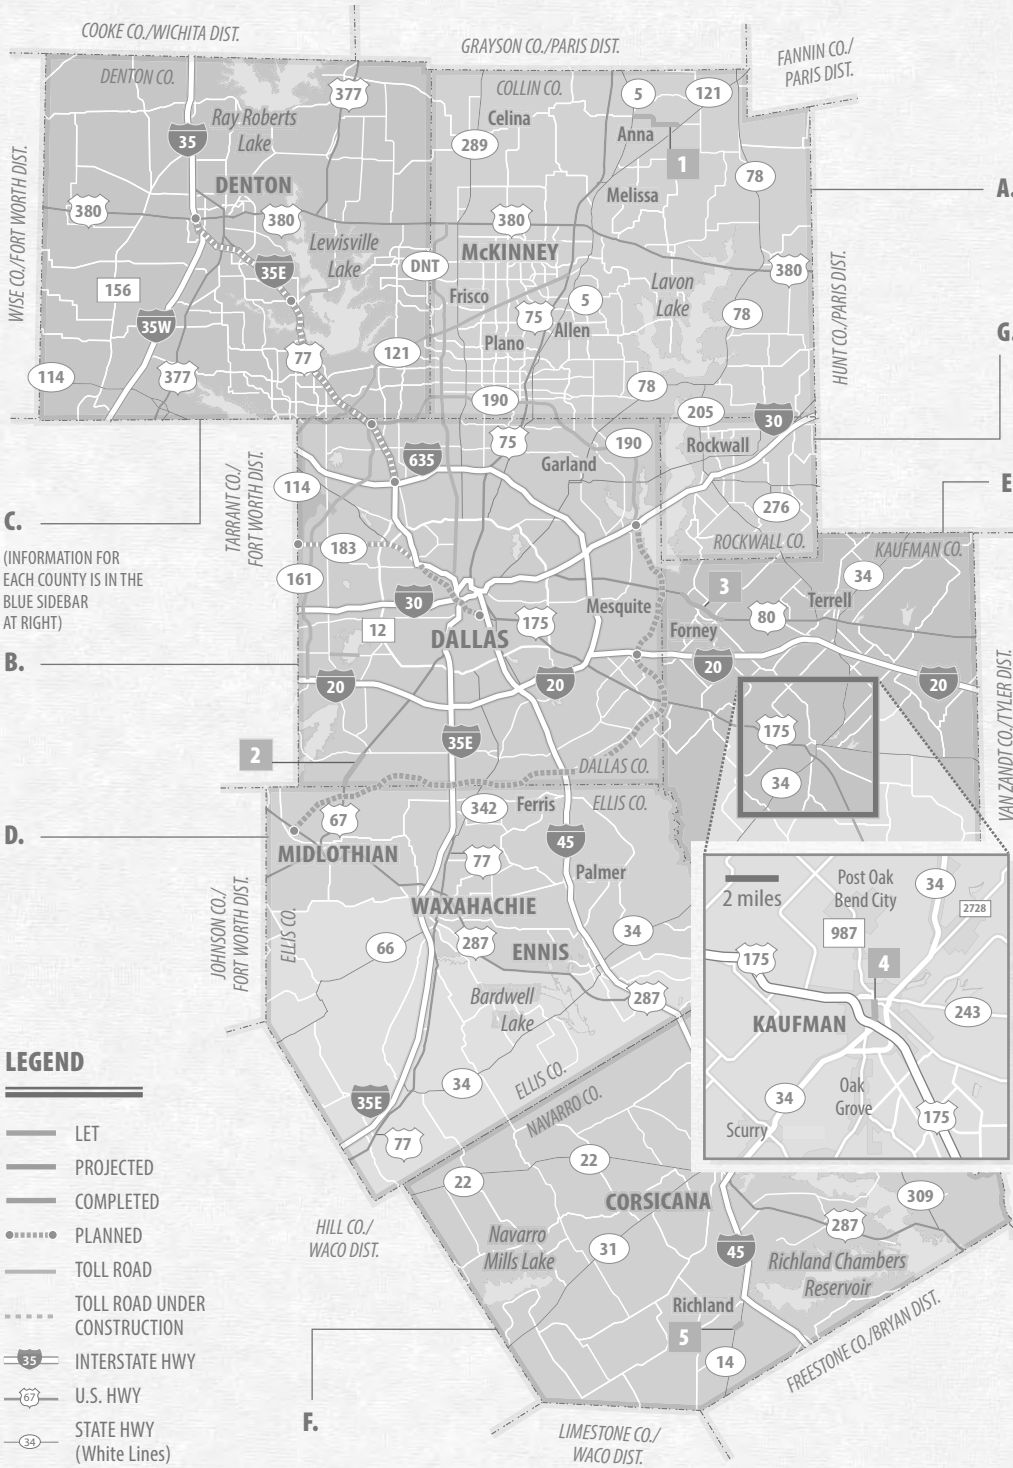 COOKE CO./WICHITA DIST.
GRAYSON CO./PARIS DIST.
FANNIN CO./
PARIS DIST.
DENTON CO.
COLLIN CO.
377
5
121
Celina
Ray Roberts
Lake
35
289
Anna
1
WISE CO./FORT WORTH DIST.
78
DENTON
Melissa
A.
380
380
380
Lewisville
Lake
McKINNEY
DNT
35E
380
HUNT CO./PARIS DIST.
156
Frisco
5
Lavon
Lake
35W
75
Allen
78
Plano
G.
77
121
114
377
78
190
205
30
75
190
Rockwall
635
Garland
TARRANT CO./
FORT WORTH DIST.
114
E
276
C.
183
ROCKWALL CO.
KAUFMAN CO.
(INFORMATION FOR
EACH COUNTY IS IN THE
BLUE SIDEBAR
AT RIGHT)
161
34
3
30
Mesquite
Terrell
80
12
175
DALLAS
Forney
B.
20
20
20
20
VAN ZANDT CO./TYLER DIST.
175
35E
2
DALLAS CO.
34
67
342
Ferris
ELLIS CO.
D.
45
MIDLOTHIAN
77
Palmer
JOHNSON CO./
FORT WORTH DIST.
ELLIS CO.
WAXAHACHIE
2 miles
Post Oak
Bend City
34
2728
66
287
34
987
ENNIS
175
4
Bardwell
Lake
287
KAUFMAN
243
LEGEND
34
ELLIS CO.
NAVARRO CO.
35E
34
Oak
Grove
175
Scurry
LET
77
PROJECTED
22
22
COMPLETED
CORSICANA
309
PLANNED
HILL CO./
WACO DIST.
Navarro
Mills Lake
31
45
287
TOLL ROAD
Richland Chambers
Reservoir
TOLL ROAD UNDER
CONSTRUCTION
Richland
5
35
INTERSTATE HWY
14
FREESTONE CO./BRYAN DIST.
67
U.S. HWY
F.
34
STATE HWY
(White Lines)
LIMESTONE CO./
WACO DIST.